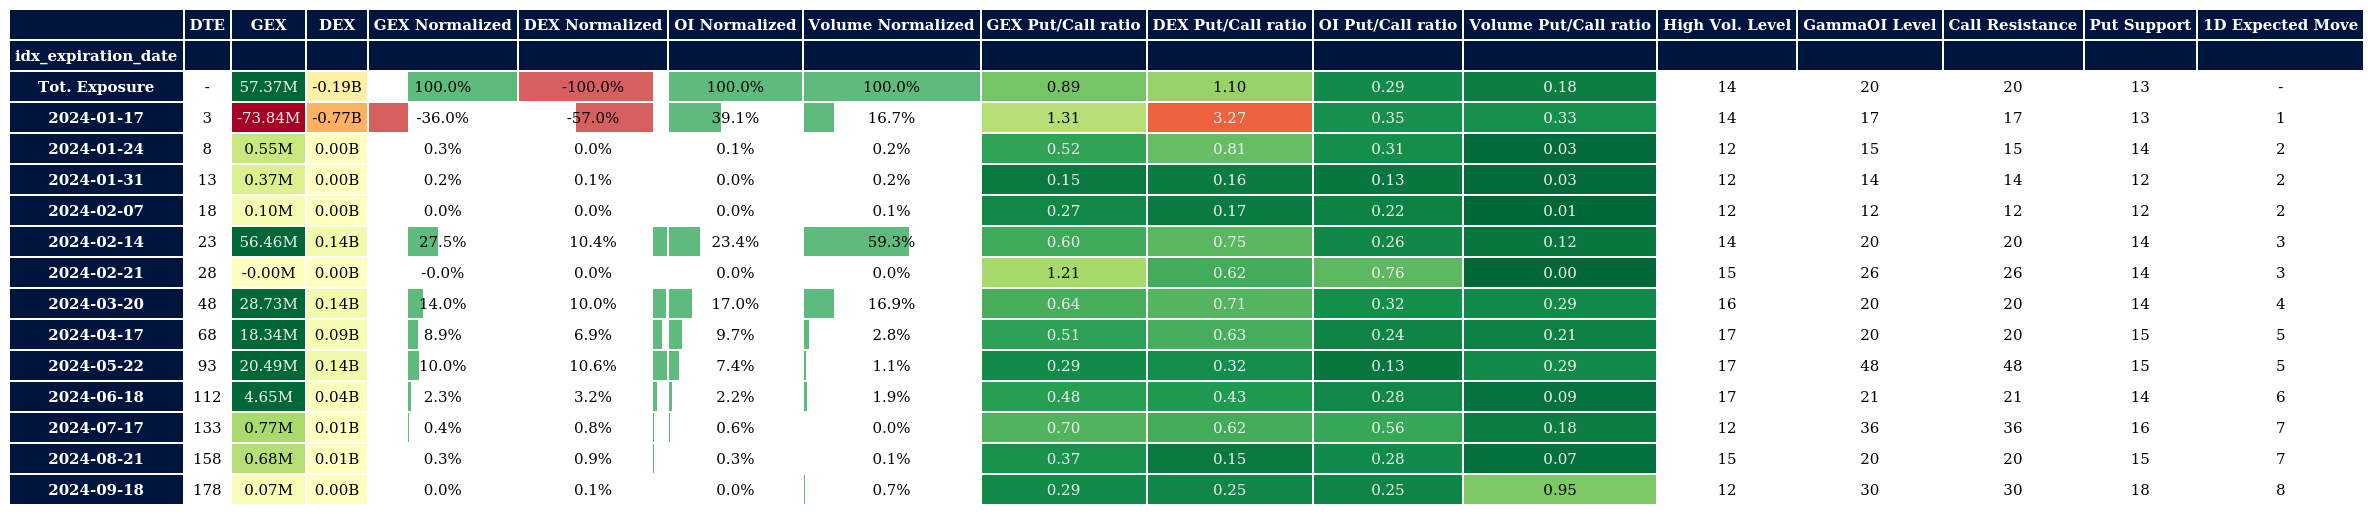 DTE GEX DEX GEX Normalized DEX Normalized OI Normalized Volume Normalized GEX Put/Call ratio DEX Put/Call ratio OI Put/Call ratio Volume Put/Call ratio High Vol. Level GammaOI Level Call Resistance Put Support 1D Expected Move
idx_expiration_date
Tot. Exposure - 57.37M -0.19B 100.0% -100.0% 100.0% 100.0% 0.89 1.10 0.29 0.18 14 20 20 13 -
2024-01-17 3 -73.84M -0.77B -36.0% -57.0% 39.1% 16.7% 1.31 3.27 0.35 0.33 14 17 17 13 1
2024-01-24 8 0.55M 0.00B 0.3% 0.0% 0.1% 0.2% 0.52 0.81 0.31 0.03 12 15 15 14 2
2024-01-31 13 0.37M 0.00B 0.2% 0.1% 0.0% 0.2% 0.15 0.16 0.13 0.03 12 14 14 12 2
2024-02-07 18 0.10M 0.00B 0.0% 0.0% 0.0% 0.1% 0.27 0.17 0.22 0.01 12 12 12 12 2
2024-02-14 23 56.46M 0.14B 27.5% 10.4% 23.4% 59.3% 0.60 0.75 0.26 0.12 14 20 20 14 3
2024-02-21 28 -0.00M 0.00B -0.0% 0.0% 0.0% 0.0% 1.21 0.62 0.76 0.00 15 26 26 14 3
2024-03-20 48 28.73M 0.14B 14.0% 10.0% 17.0% 16.9% 0.64 0.71 0.32 0.29 16 20 20 14 4
2024-04-17 68 18.34M 0.09B 8.9% 6.9% 9.7% 2.8% 0.51 0.63 0.24 0.21 17 20 20 15 5
2024-05-22 93 20.49M 0.14B 10.0% 10.6% 7.4% 1.1% 0.29 0.32 0.13 0.29 17 48 48 15 5
2024-06-18 112 4.65M 0.04B 2.3% 3.2% 2.2% 1.9% 0.48 0.43 0.28 0.09 17 21 21 14 6
2024-07-17 133 0.77M 0.01B 0.4% 0.8% 0.6% 0.0% 0.70 0.62 0.56 0.18 12 36 36 16 7
2024-08-21 158 0.68M 0.01B 0.3% 0.9% 0.3% 0.1% 0.37 0.15 0.28 0.07 15 20 20 15 7
2024-09-18 178 0.07M 0.00B 0.0% 0.1% 0.0% 0.7% 0.29 0.25 0.25 0.95 12 30 30 18 8